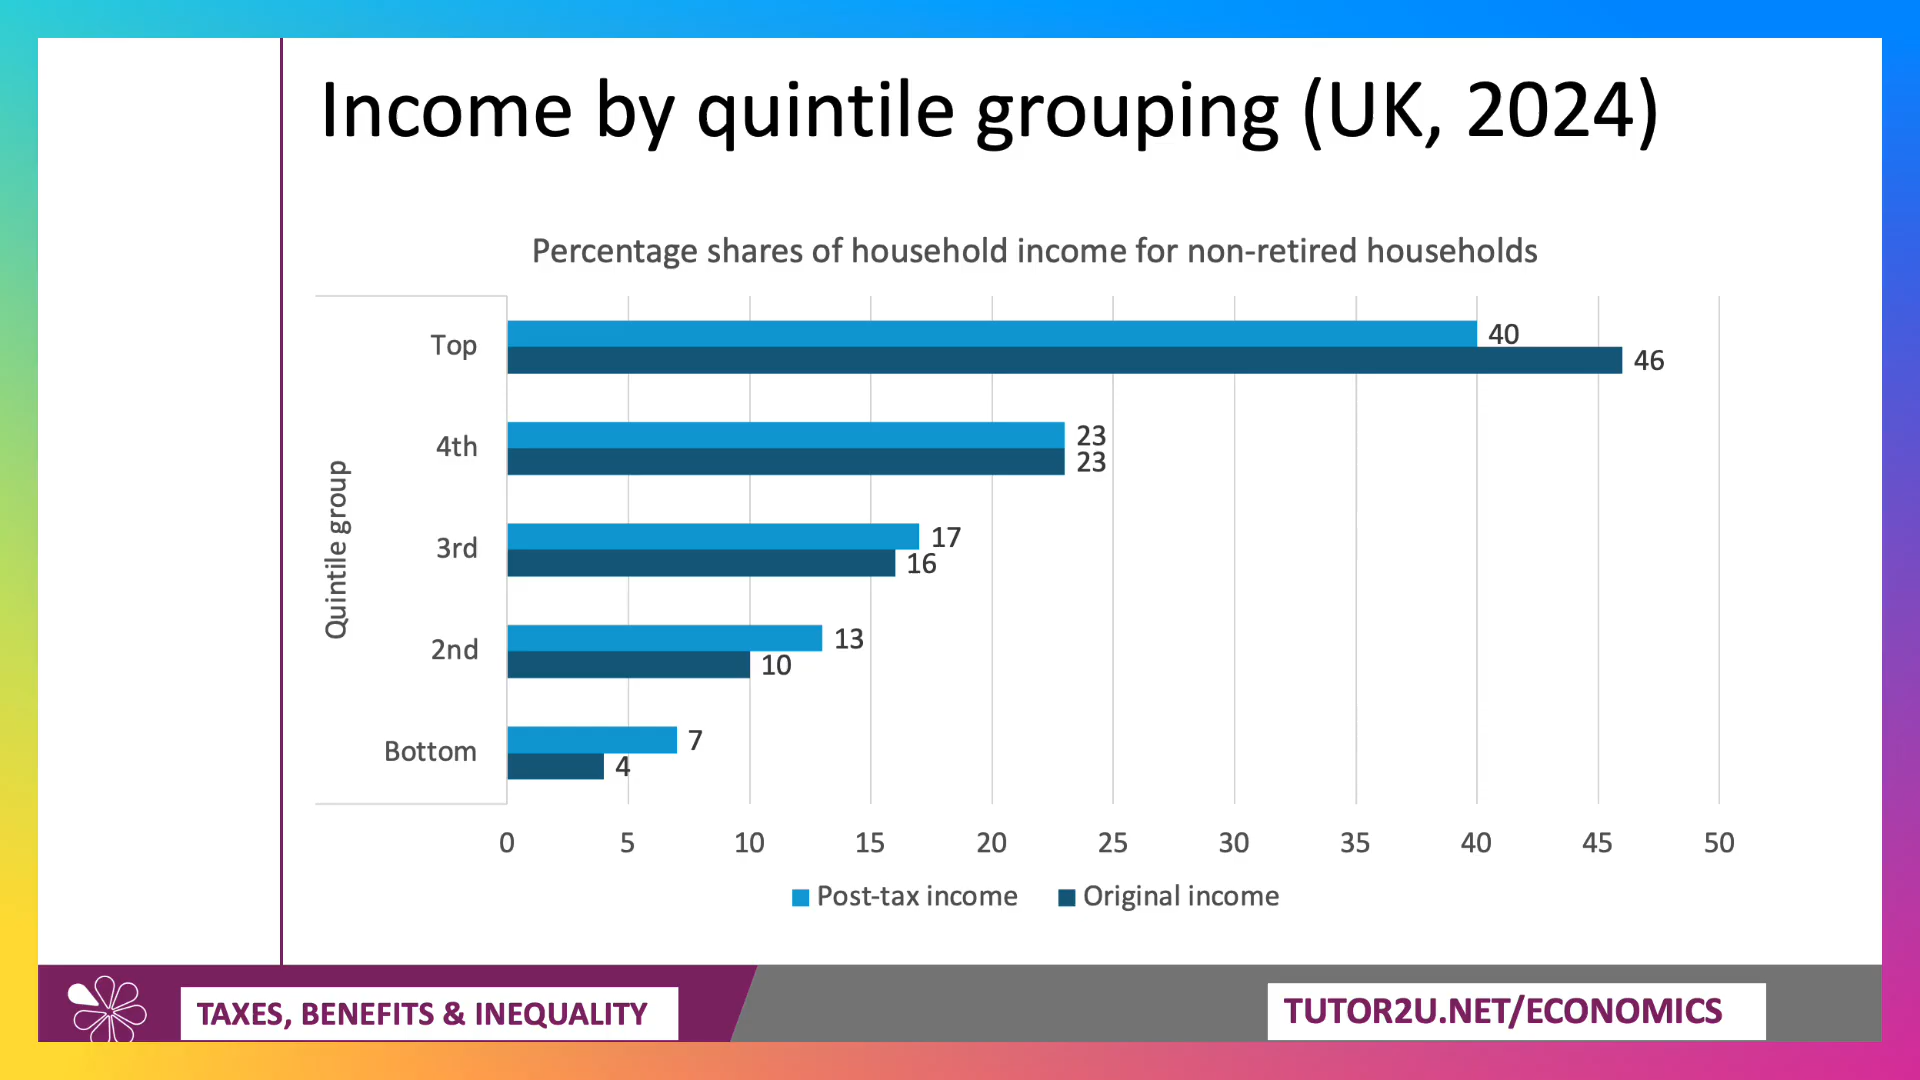 Income by quintile grouping (UK, 2024)
Percentage shares of household income for non-retired households
Quintile group
Top
40
46
4th
23
23
3rd
17
16
2nd
13
10
Bottom
7
4
0 5 10 15 20 25 30 35 40 45 50
Post-tax income Original income
TAXES, BENEFITS & INEQUALITY
TUTOR2U.NET/ECONOMICS